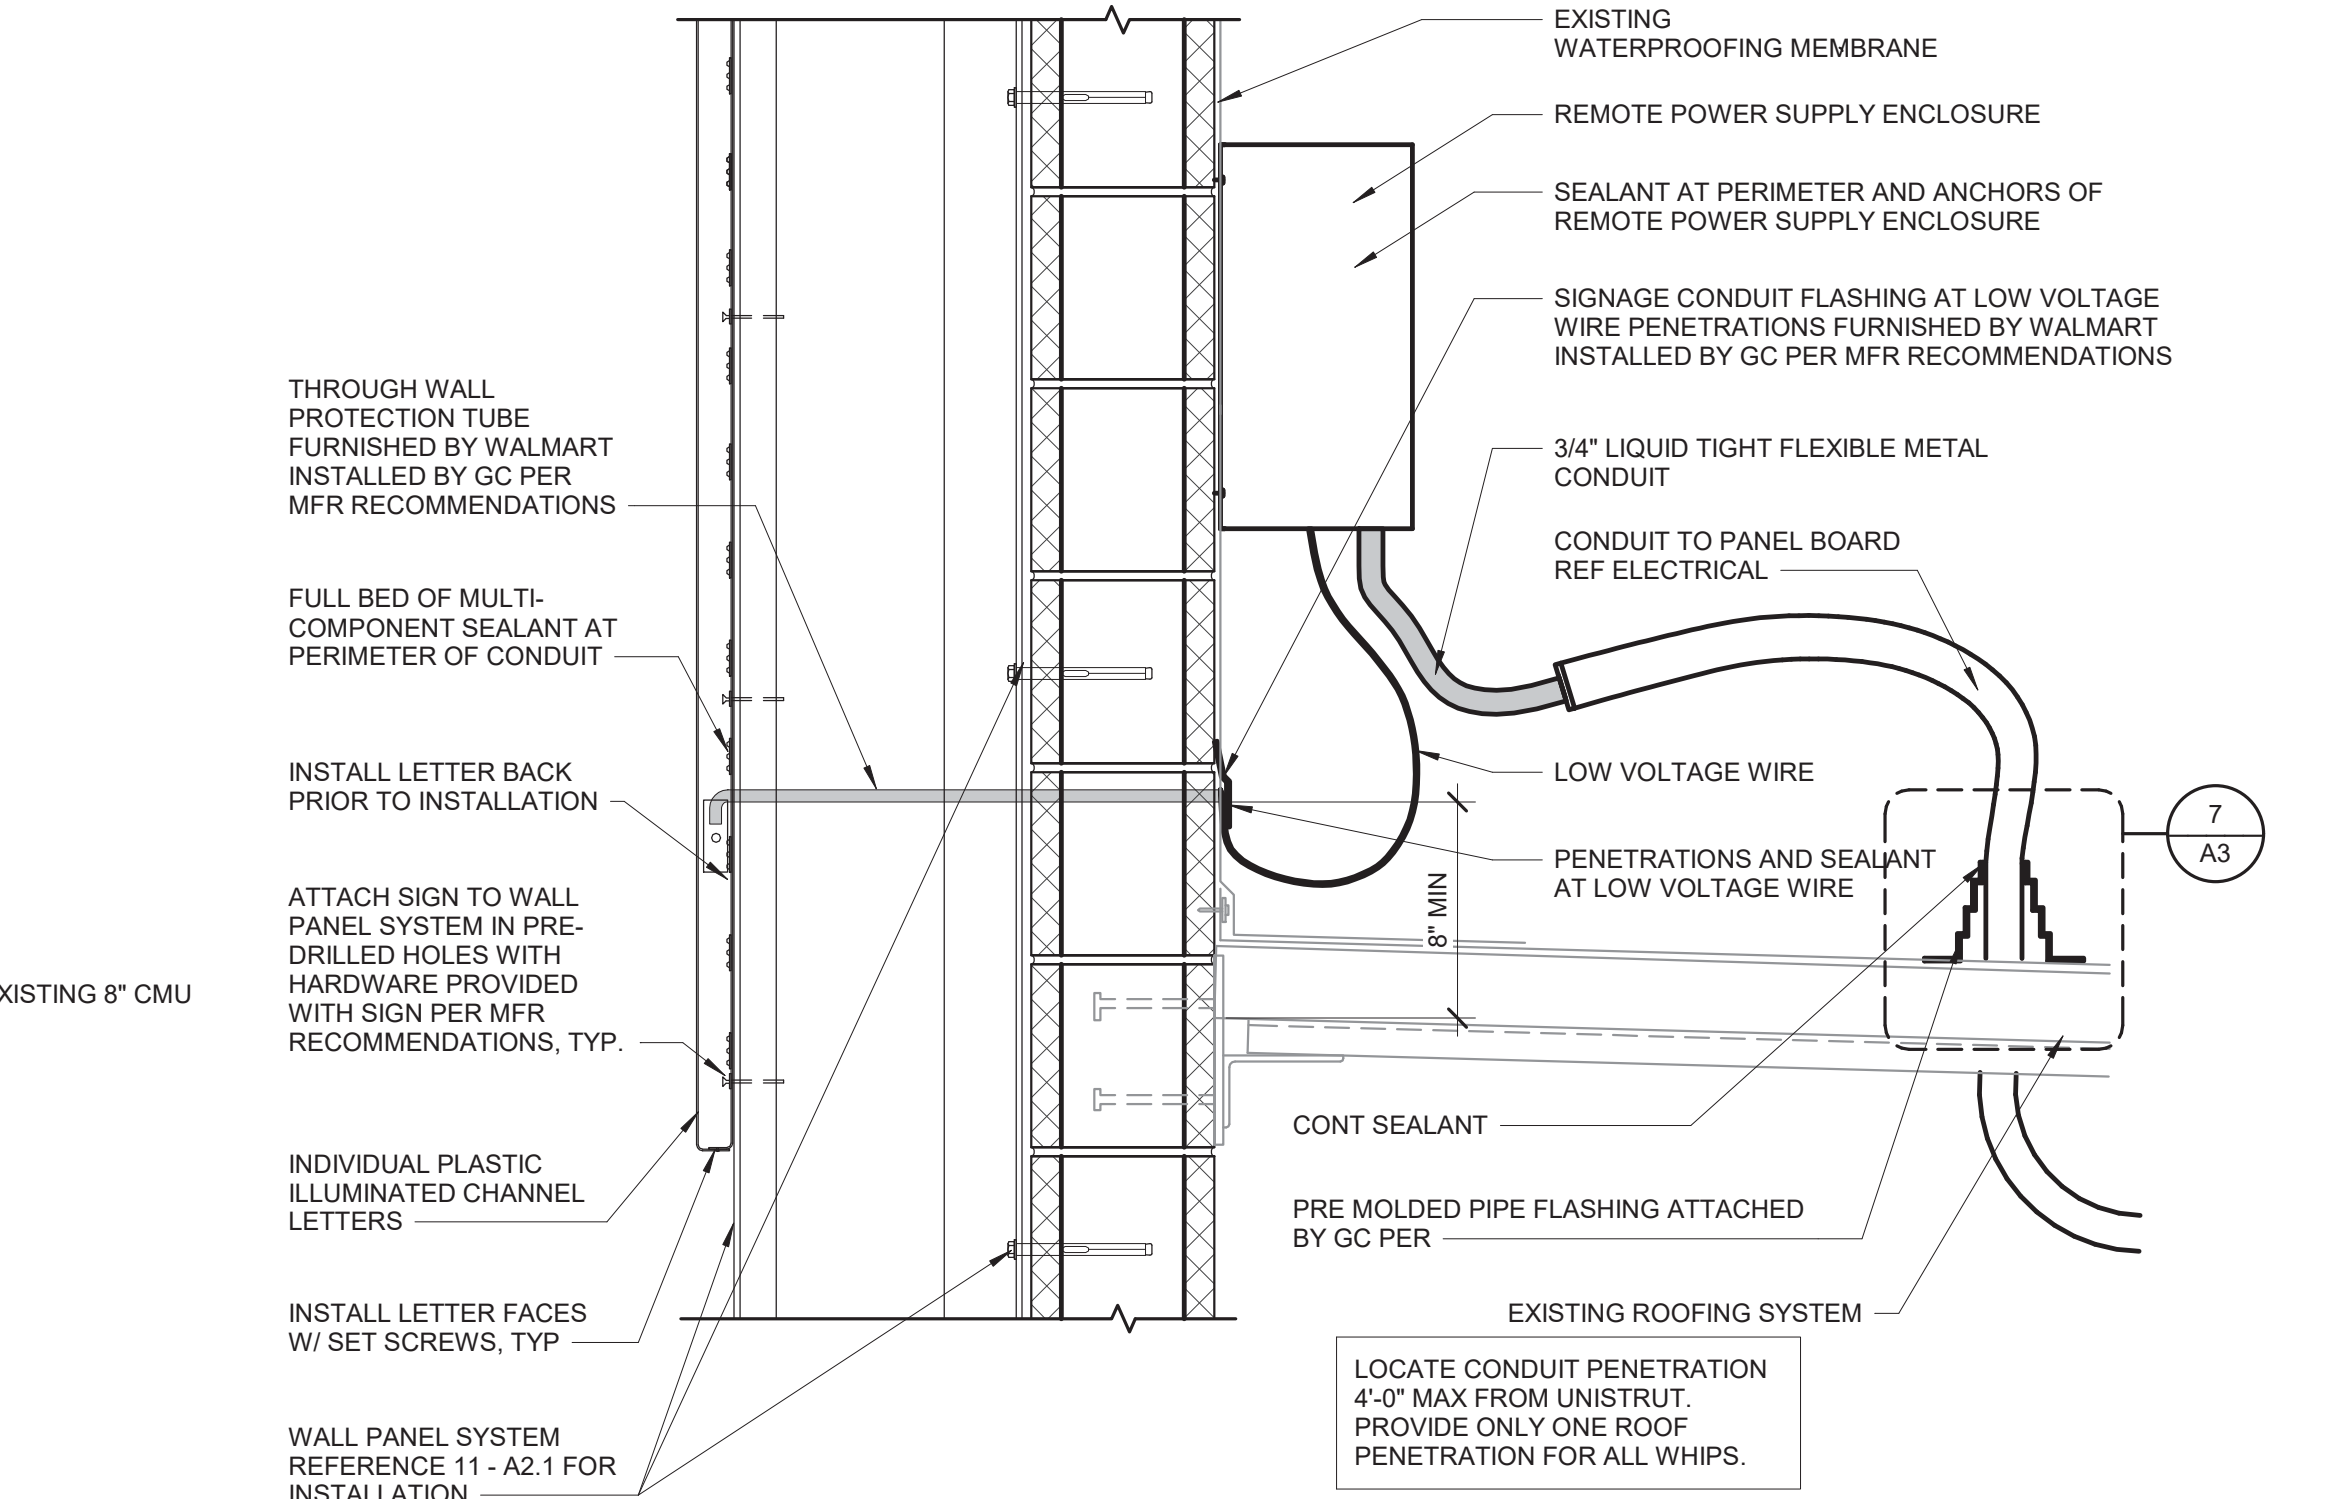 EXISTING
WATERPROOFING MEMBRANE
REMOTE POWER SUPPLY ENCLOSURE
SEALANT AT PERIMETER AND ANCHORS OF
REMOTE POWER SUPPLY ENCLOSURE
SIGNAGE CONDUIT FLASHING AT LOW VOLTAGE
WIRE PENETRATIONS FURNISHED BY WALMART
INSTALLED BY GC PER MFR RECOMMENDATIONS
THROUGH WALL
PROTECTION TUBE
FURNISHED BY WALMART
INSTALLED BY GC PER
MFR RECOMMENDATIONS
3/4" LIQUID TIGHT FLEXIBLE METAL
CONDUIT
CONDUIT TO PANEL BOARD
REF ELECTRICAL
FULL BED OF MULTI-
COMPONENT SEALANT AT
PERIMETER OF CONDUIT
INSTALL LETTER BACK
PRIOR TO INSTALLATION
LOW VOLTAGE WIRE
7
A3
PENETRATIONS AND SEALANT
AT LOW VOLTAGE WIRE
8" MIN
ATTACH SIGN TO WALL
PANEL SYSTEM IN PRE-
DRILLED HOLES WITH
HARDWARE PROVIDED
WITH SIGN PER MFR
RECOMMENDATIONS, TYP.
XISTING 8" CMU
CONT SEALANT
INDIVIDUAL PLASTIC
ILLUMINATED CHANNEL
LETTERS
PRE MOLDED PIPE FLASHING ATTACHED
BY GC PER
INSTALL LETTER FACES
W/ SET SCREWS, TYP
EXISTING ROOFING SYSTEM
LOCATE CONDUIT PENETRATION
4'-0" MAX FROM UNISTRUT.
PROVIDE ONLY ONE ROOF
PENETRATION FOR ALL WHIPS.
WALL PANEL SYSTEM
REFERENCE 11 - A2.1 FOR
INSTALLATION